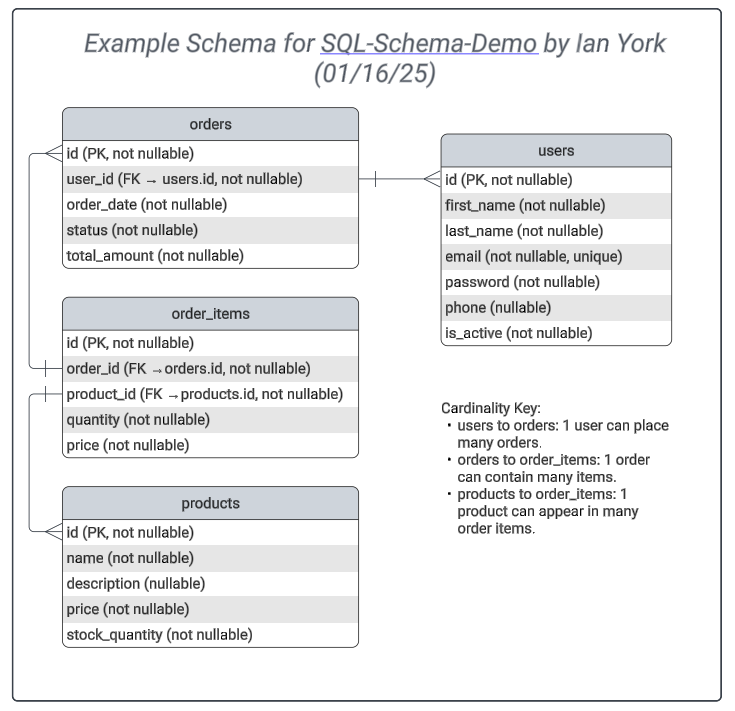 Example Schema for SQL-Schema-Demo by Ian York
(01/16/25)
orders
id (PK, not nullable)
user_id (FK → users.id, not nullable)
order_date (not nullable)
status (not nullable)
total_amount (not nullable)
users
id (PK, not nullable)
first_name (not nullable)
last_name (not nullable)
email (not nullable, unique)
password (not nullable)
phone (nullable)
is_active (not nullable)
order_items
id (PK, not nullable)
order_id (FK →orders.id, not nullable)
product_id (FK →products.id, not nullable)
quantity (not nullable)
price (not nullable)
Cardinality Key:
• users to orders: 1 user can place
many orders.
• orders to order_items: 1 order
can contain many items.
• products to order_items: 1
product can appear in many
order items.
products
id (PK, not nullable)
name (not nullable)
description (nullable)
price (not nullable)
stock_quantity (not nullable)